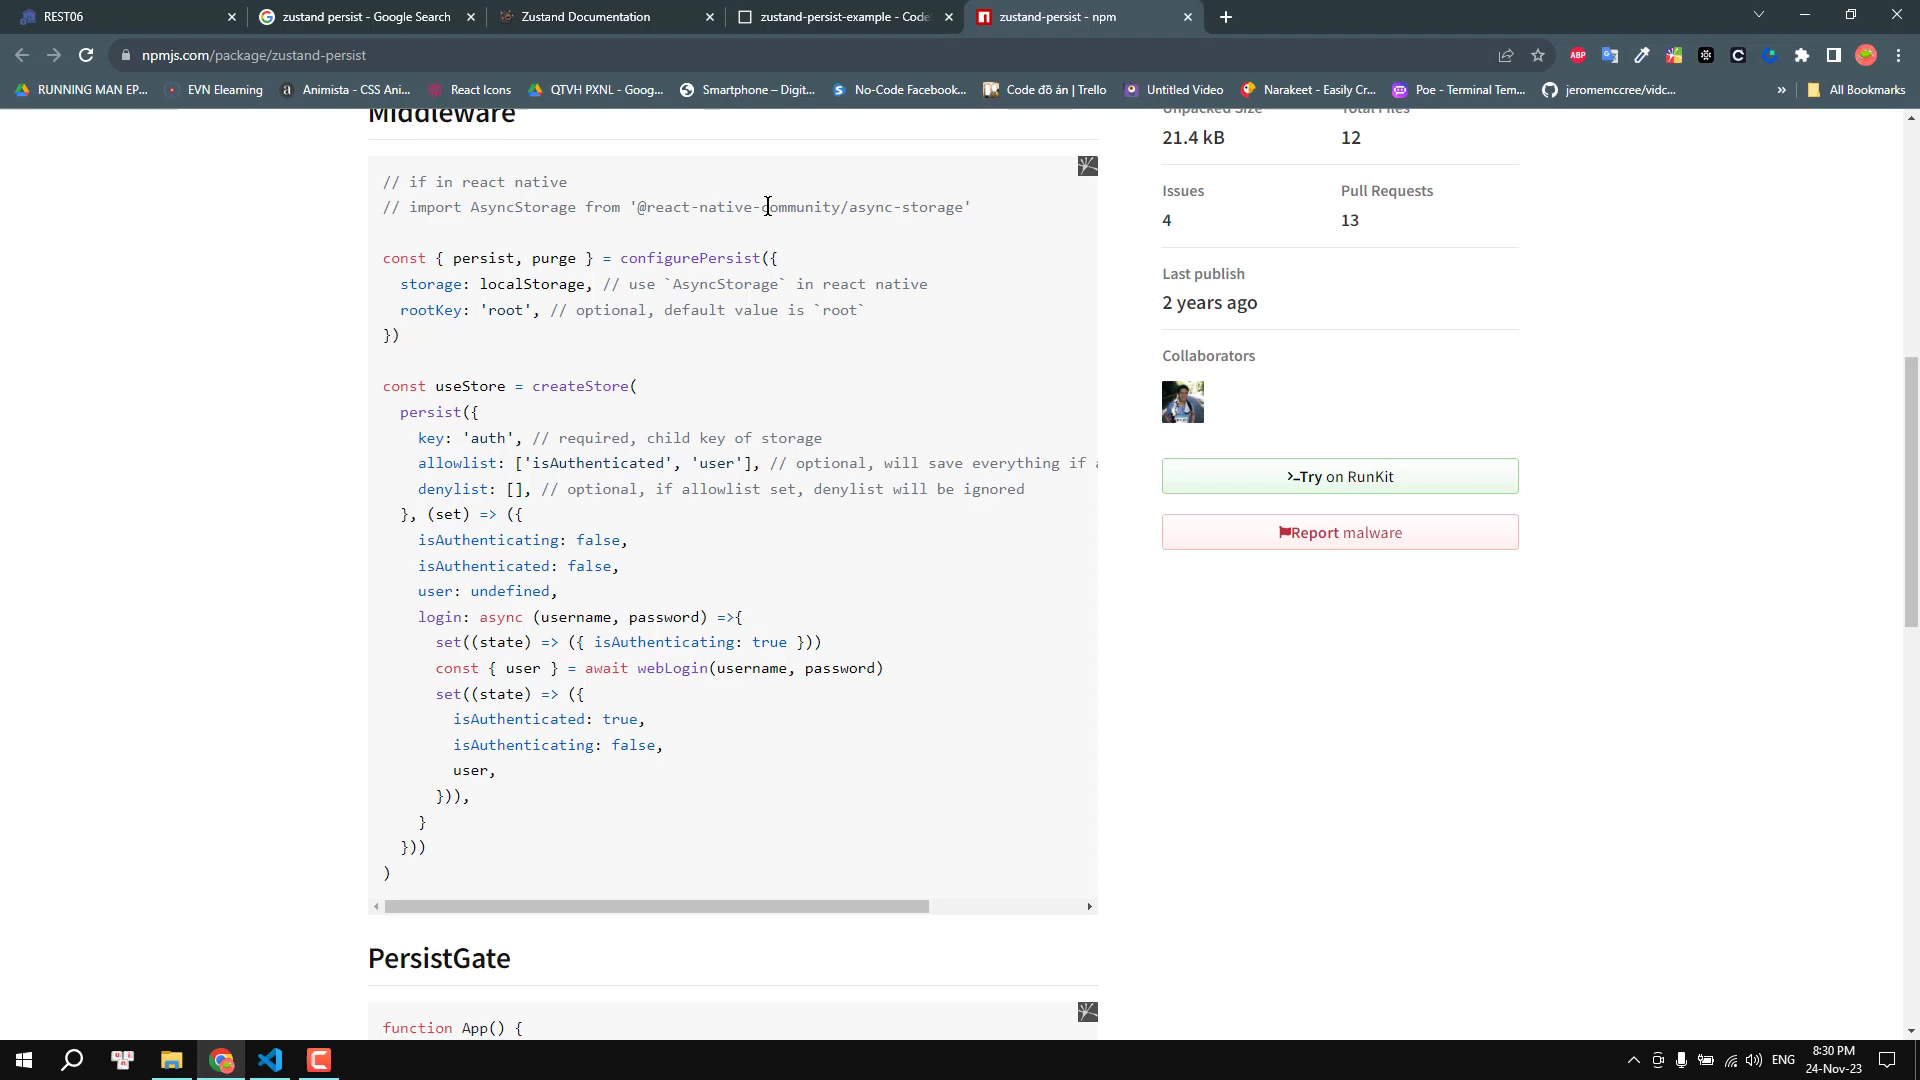 REST06
zustand persist - Google Search
Zustand Documentation
zustand-persist-example - Code
zustand-persist - npm
npmjs.com/package/zustand-persist
RUNNING MAN EP...
EVN Elearning
Animista - CSS Ani...
React Icons
QTVH PXNL - Goog...
Smartphone – Digit...
No-Code Facebook...
Code đồ án | Trello
Untitled Video
Narakeet - Easily Cr...
Poe - Terminal Tem...
jeromemccree/vidc...
»
All Bookmarks
Middleware
// if in react native
// import AsyncStorage from '@react-native-community/async-storage'
const { persist, purge } = configurePersist({
storage: localStorage, // use `AsyncStorage` in react native
rootKey: 'root', // optional, default value is `root`
})
const useStore = createStore(
persist({
key: 'auth', // required, child key of storage
allowlist: ['isAuthenticated', 'user'], // optional, will save everything if a
denylist: [], // optional, if allowlist set, denylist will be ignored
}, (set) => ({
isAuthenticating: false,
isAuthenticated: false,
user: undefined,
login: async (username, password) =>{
set((state) => ({ isAuthenticating: true }))
const { user } = await webLogin(username, password)
set((state) => ({
isAuthenticated: true,
isAuthenticating: false,
user,
})),
}
}))
)
PersistGate
function App() {
Unpacked Size
Total Files
21.4 kB
12
Issues
Pull Requests
4
13
Last publish
2 years ago
Collaborators
>_Try on RunKit
Report malware
ABP
ENG
8:30 PM
24-Nov-23